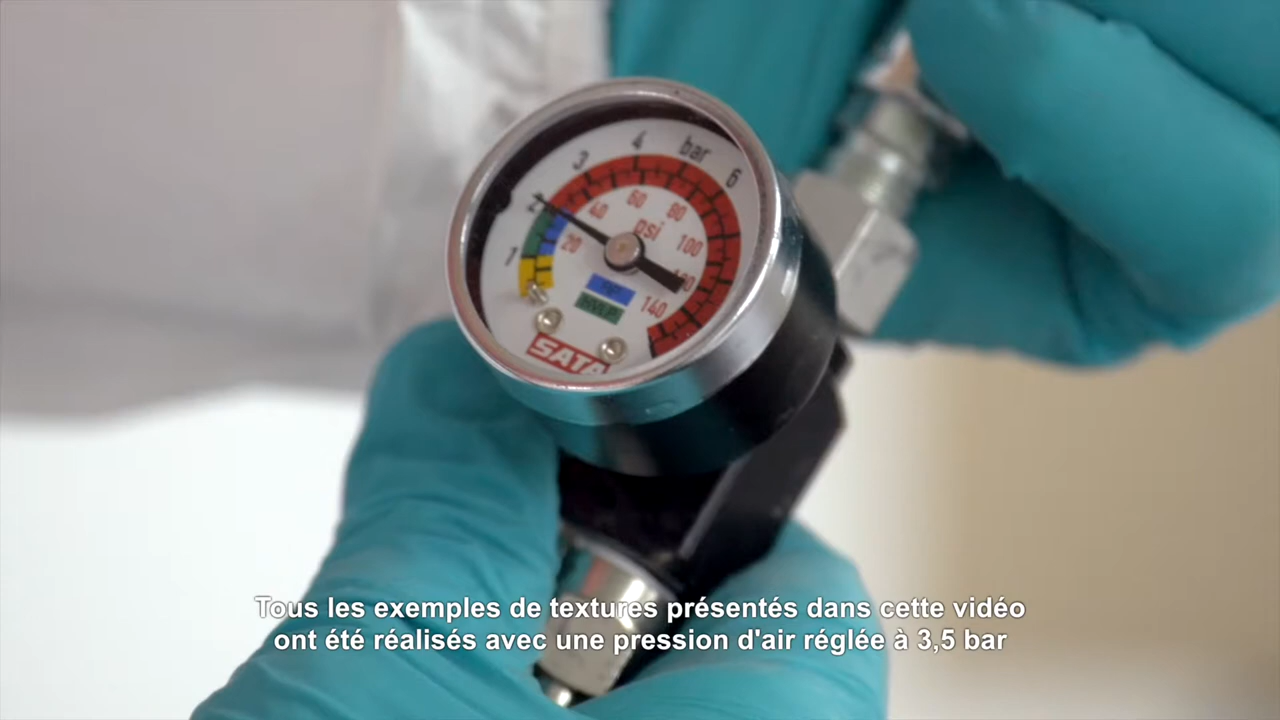 bar
1
2
3
4
6
psi
20
40
60
80
100
140
HVLP
SATA
Tous les exemples de textures présentés dans cette vidéo
ont été réalisés avec une pression d'air réglée à 3,5 bar